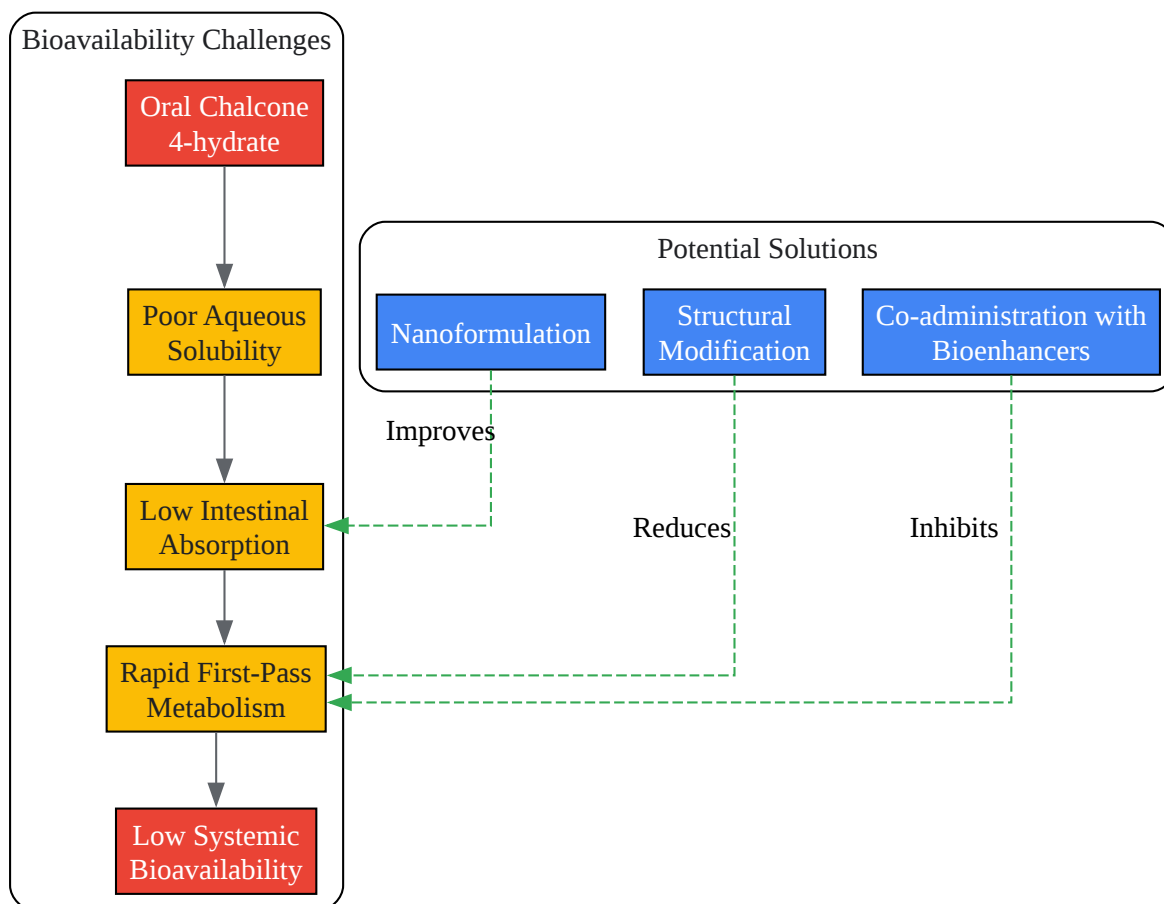 Bioavailability Challenges
Oral Chalcone
4-hydrate
Poor Aqueous
Solubility
Low Intestinal
Absorption
Rapid First-Pass
Metabolism
Low Systemic
Bioavailability
Potential Solutions
Nanoformulation
Structural
Modification
Co-administration with
Bioenhancers
Improves
Reduces
Inhibits